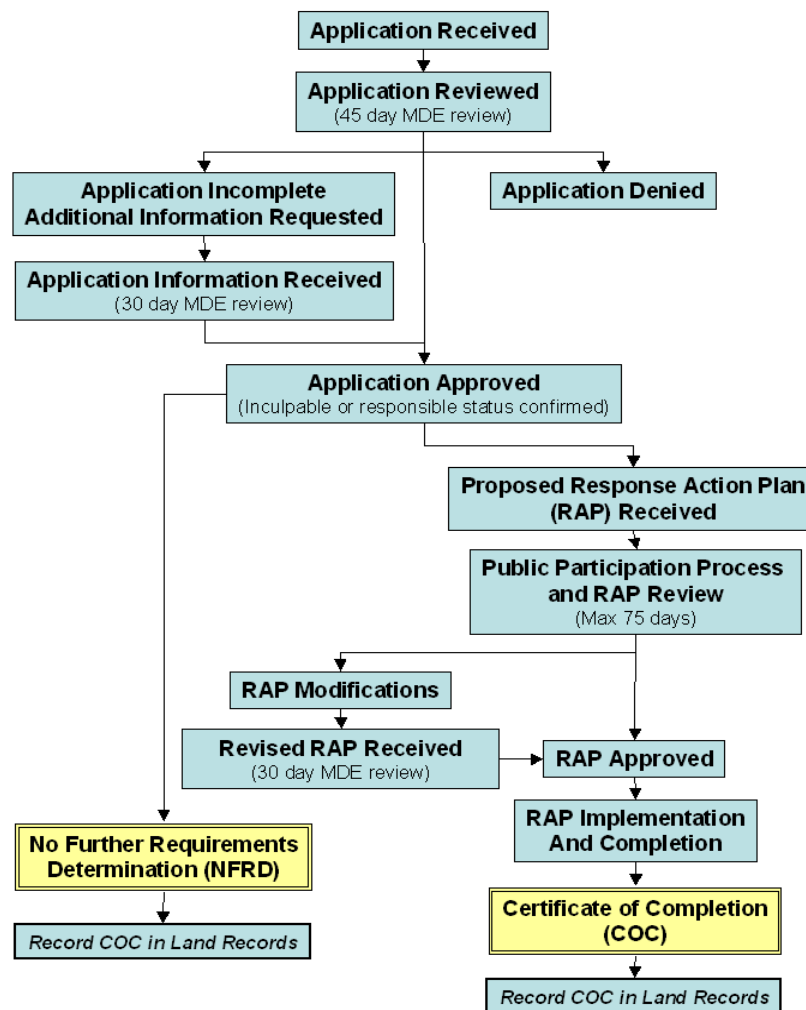 Application Received
Application Reviewed
(45 day MDE review)
Application Incomplete
Additional Information Requested
Application Denied
Application Information Received
(30 day MDE review)
Application Approved
(Inculpable or responsible status confirmed)
Proposed Response Action Plan
(RAP) Received
Public Participation Process
and RAP Review
(Max 75 days)
RAP Modifications
Revised RAP Received
(30 day MDE review)
RAP Approved
RAP Implementation
And Completion
No Further Requirements
Determination (NFRD)
Certificate of Completion
(COC)
Record COC in Land Records
Record COC in Land Records